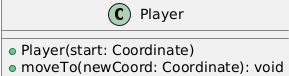 C Player
Player(start: Coordinate)
moveTo(newCoord: Coordinate): void